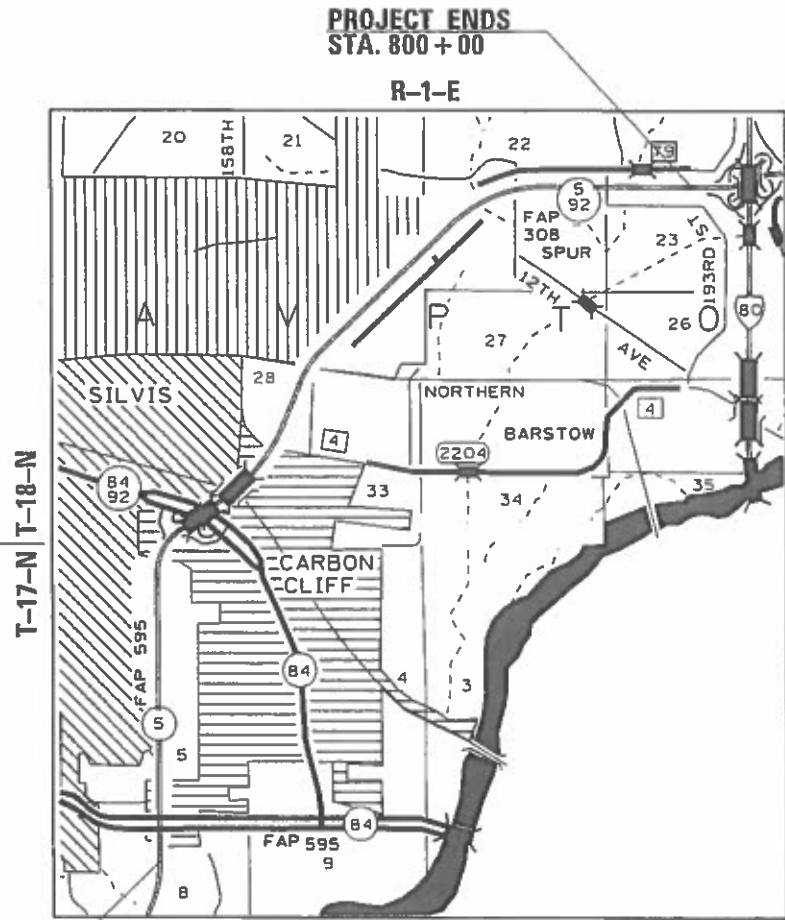 PROJECT ENDS
STA. 800 + 00
R-1-E
20
158TH
21
22
79
5
92
FAP
308
SPUR
23
ST
193RD
12TH
AVE
80
A V P T
27
26
28
SILVIS
NORTHERN
4
BARSTOW
4
2204
84
92
33
34
35
T-17-N T-18-N
CARBON
CLIFF
FAP 595
84
4
3
5
5
84
FAP 595
9
8